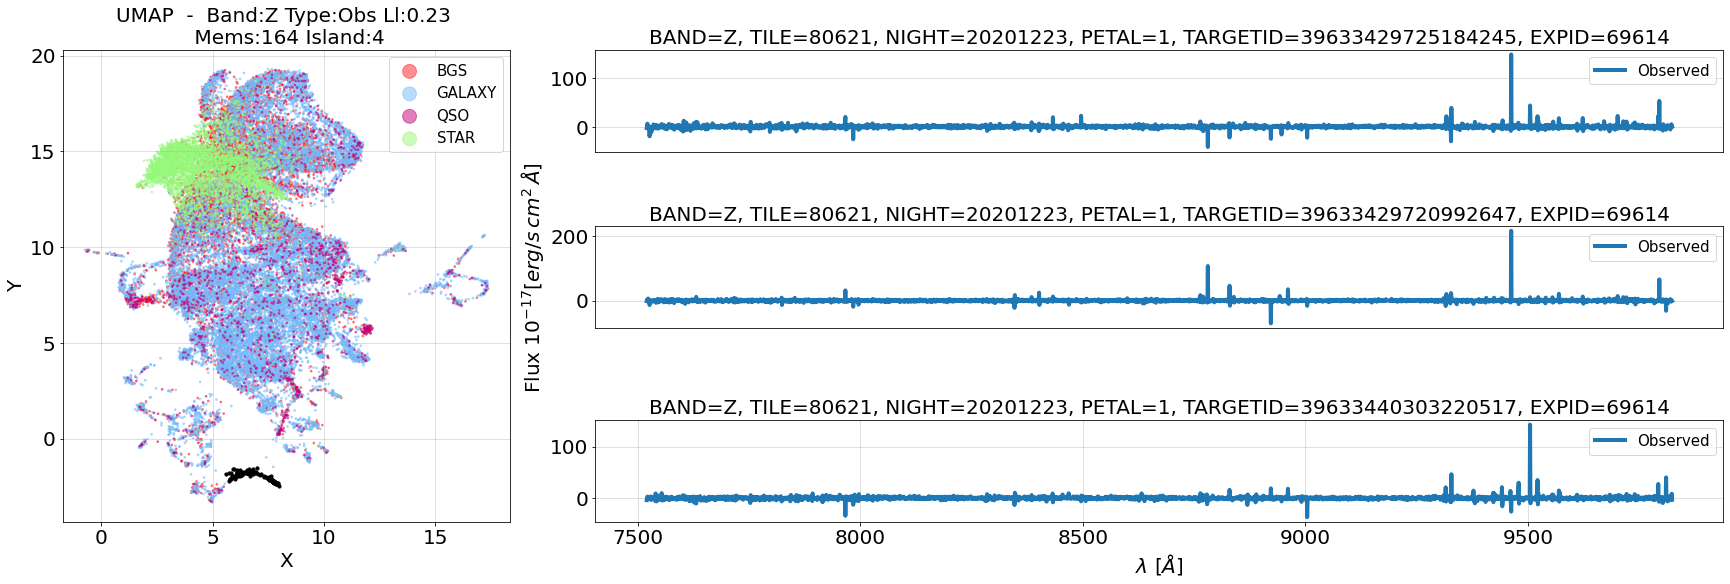 UMAP - Band:Z Type:Obs Ll:0.23
Mems:164 Island:4
BGS
GALAXY
QSO
STAR
20
15
10
5
0
Y
0 5 10 15
X
Flux 10⁻¹⁷[erg/s cm² Å]
BAND=Z, TILE=80621, NIGHT=20201223, PETAL=1, TARGETID=39633429725184245, EXPID=69614
Observed
100
0
BAND=Z, TILE=80621, NIGHT=20201223, PETAL=1, TARGETID=39633429720992647, EXPID=69614
Observed
200
0
BAND=Z, TILE=80621, NIGHT=20201223, PETAL=1, TARGETID=39633440303220517, EXPID=69614
Observed
100
0
7500 8000 8500 9000 9500
λ [Å]